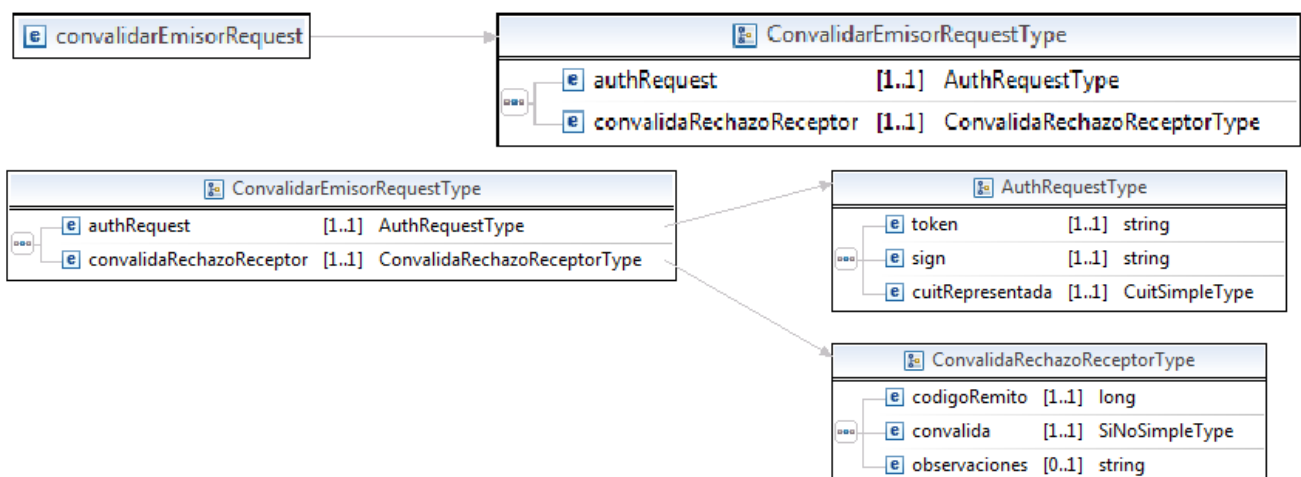 convalidarEmisorRequest
ConvalidarEmisorRequestType
authRequest [1..1] AuthRequestType
convalidaRechazoReceptor [1..1] ConvalidaRechazoReceptorType
ConvalidarEmisorRequestType
authRequest [1..1] AuthRequestType
convalidaRechazoReceptor [1..1] ConvalidaRechazoReceptorType
AuthRequestType
token [1..1] string
sign [1..1] string
cuitRepresentada [1..1] CuitSimpleType
ConvalidaRechazoReceptorType
codigoRemito [1..1] long
convalida [1..1] SiNoSimpleType
observaciones [0..1] string